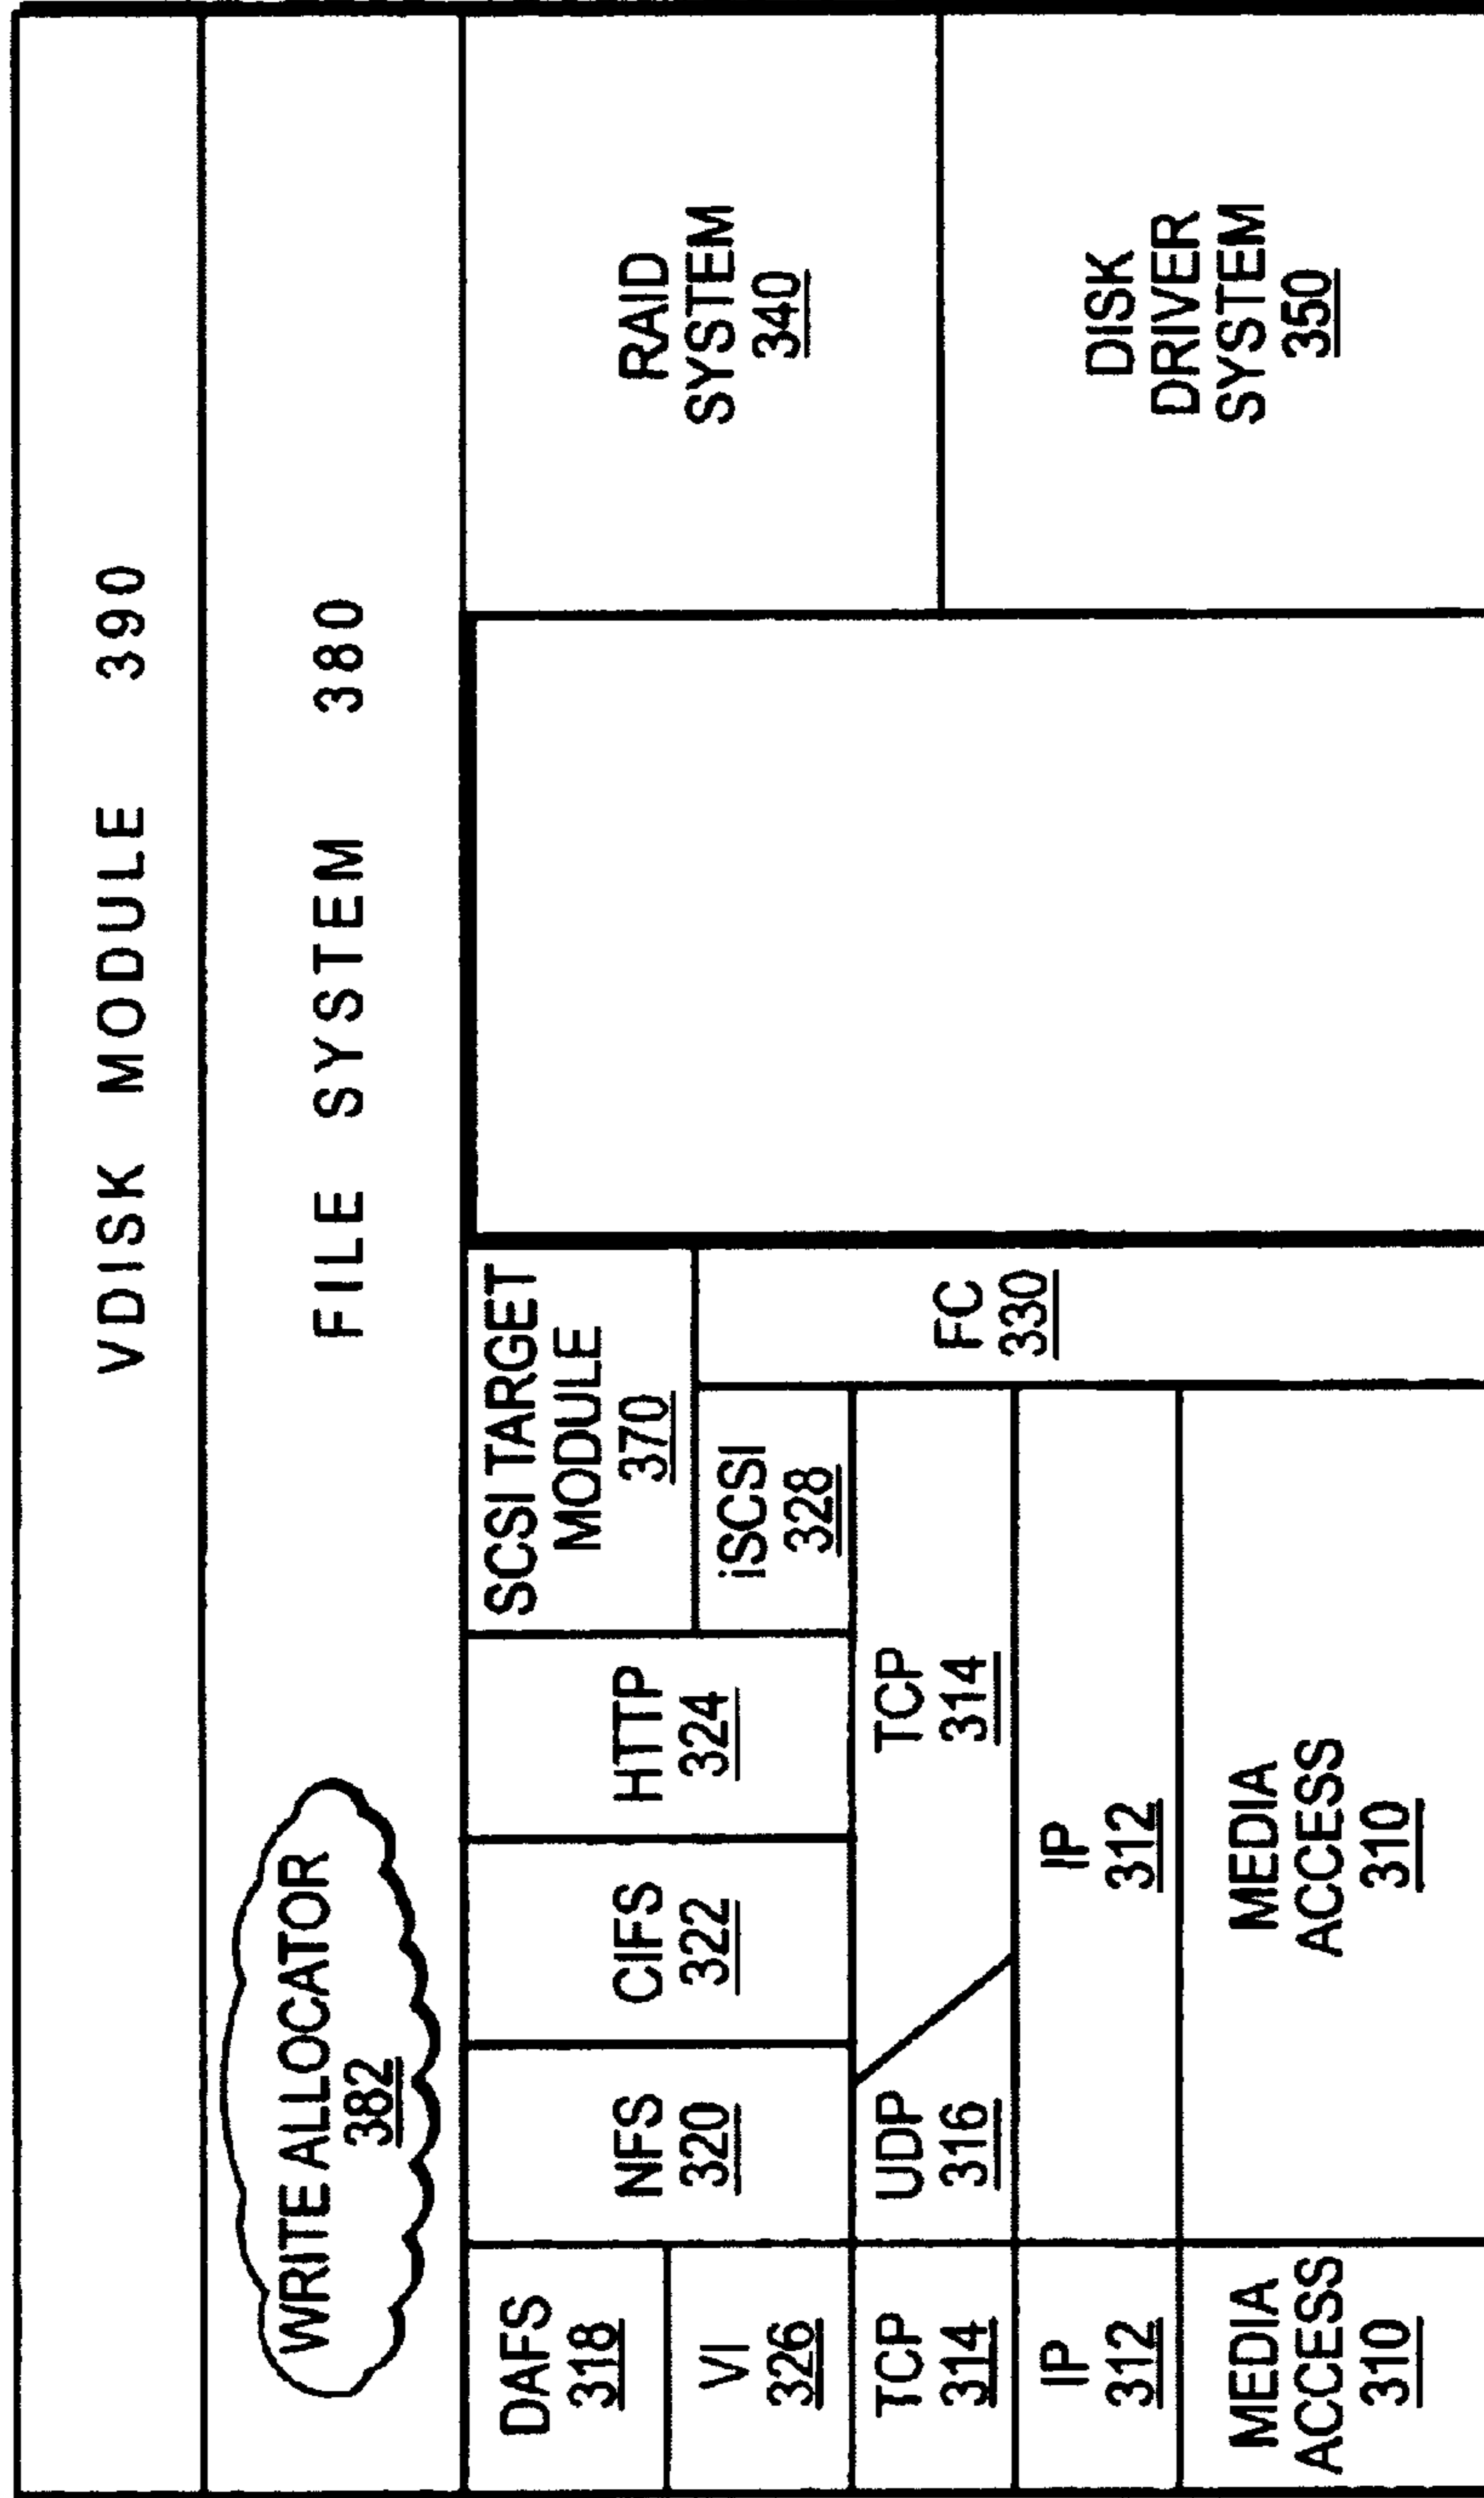 VDISK MODULE 390
FILE SYSTEM 380
WRITE ALLOCATOR
382
DAFS
318
VI
326
TCP
314
IP
312
MEDIA
ACCESS
310
NFS
320
CIFS
322
HTTP
324
SCSI TARGET
MODULE
370
iSCSI
328
FC
330
UDP
316
TCP
314
IP
312
MEDIA
ACCESS
310
RAID
SYSTEM
340
DISK
DRIVER
SYSTEM
350